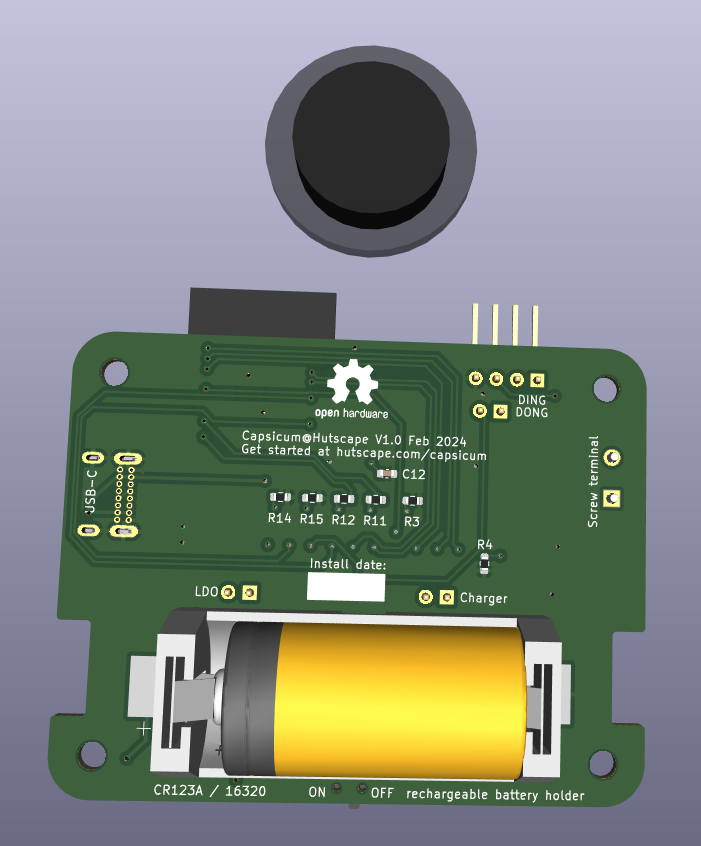 open hardware
DING
DONG
Capsicum@Hutscape V1.0 Feb 2024
Get started at hutscape.com/capsicum
C12
Screw terminal
USB-C
R14 R15 R12 R11 R3
R4
Install date:
LDO
Charger
+
+
CR123A / 16320
ON OFF rechargeable battery holder